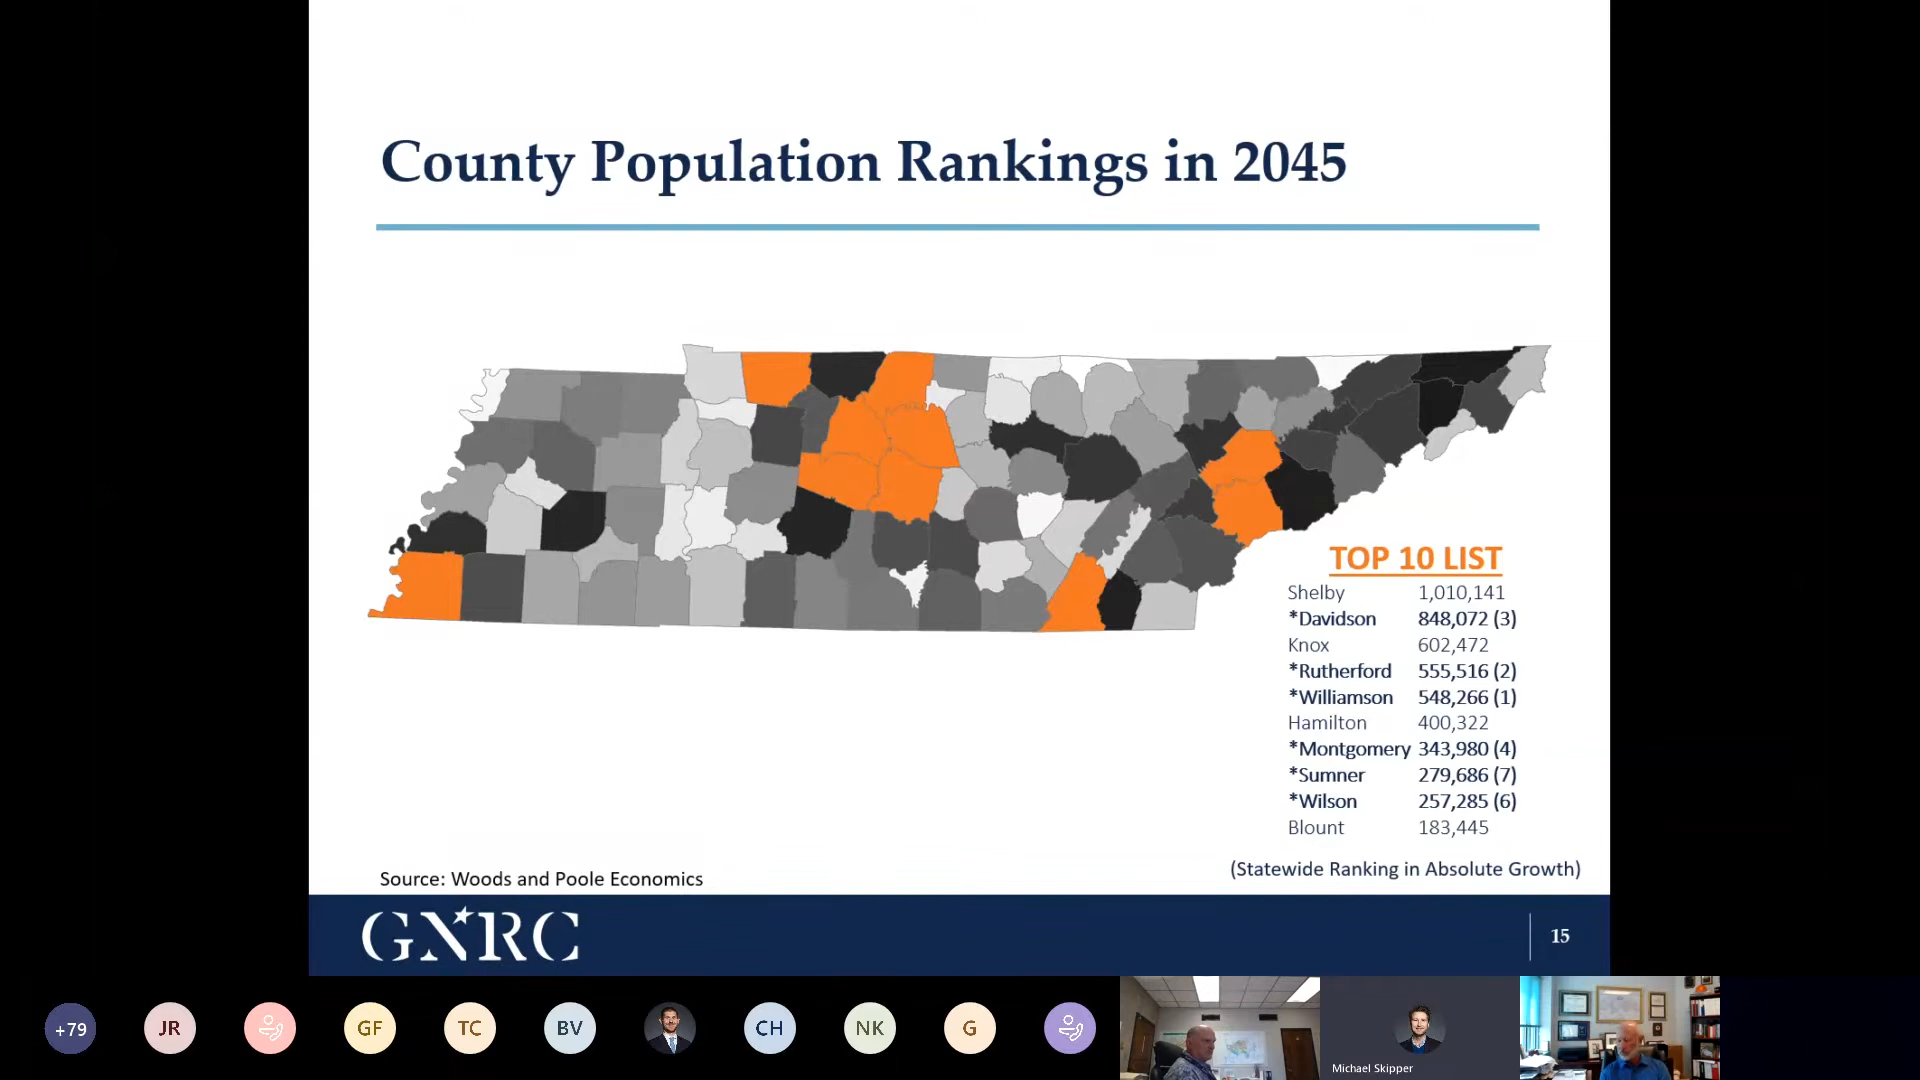 County Population Rankings in 2045
TOP 10 LIST
Shelby 1,010,141
*Davidson 848,072 (3)
Knox 602,472
*Rutherford 555,516 (2)
*Williamson 548,266 (1)
Hamilton 400,322
*Montgomery 343,980 (4)
*Sumner 279,686 (7)
*Wilson 257,285 (6)
Blount 183,445
(Statewide Ranking in Absolute Growth)
Source: Woods and Poole Economics
GNRC
15
+79
JR
GF
TC
BV
CH
NK
G
Michael Skipper